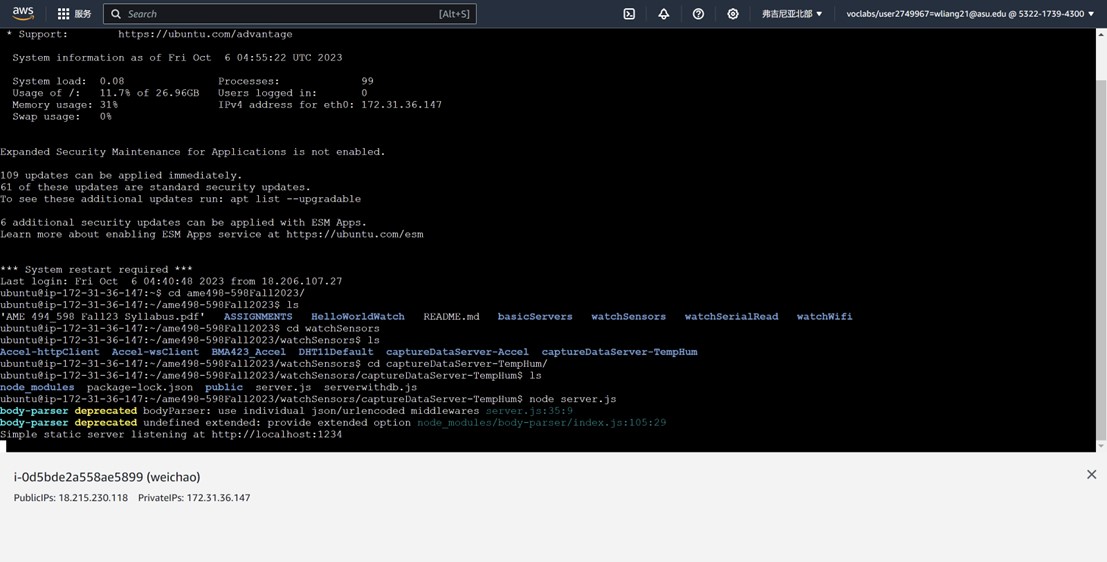 aws 服务 Search [Alt+S] 弗吉尼亚北部 ▼ voclabs/user2749967=wliang21@asu.edu @ 5322-1739-4300 ▼
* Support: https://ubuntu.com/advantage
System information as of Fri Oct  6 04:55:22 UTC 2023
System load:  0.08 Processes: 99
Usage of /:   11.7% of 26.96GB Users logged in: 0
Memory usage: 31% IPv4 address for eth0: 172.31.36.147
Swap usage:   0%
Expanded Security Maintenance for Applications is not enabled.
109 updates can be applied immediately.
61 of these updates are standard security updates.
To see these additional updates run: apt list --upgradable
6 additional security updates can be applied with ESM Apps.
Learn more about enabling ESM Apps service at https://ubuntu.com/esm
*** System restart required ***
Last login: Fri Oct  6 04:40:48 2023 from 18.206.107.27
ubuntu@ip-172-31-36-147:~$ cd ame498-598Fall2023/
ubuntu@ip-172-31-36-147:~/ame498-598Fall2023$ ls
'AME 494_598 Fall23 Syllabus.pdf'   ASSIGNMENTS   HelloWorldWatch   README.md   basicServers   watchSensors   watchSerialRead   watchWifi
ubuntu@ip-172-31-36-147:~/ame498-598Fall2023$ cd watchSensors
ubuntu@ip-172-31-36-147:~/ame498-598Fall2023/watchSensors$ ls
Accel-httpClient  Accel-wsClient  BMA423_Accel  DHT11Default  captureDataServer-Accel  captureDataServer-TempHum
ubuntu@ip-172-31-36-147:~/ame498-598Fall2023/watchSensors$ cd captureDataServer-TempHum/
ubuntu@ip-172-31-36-147:~/ame498-598Fall2023/watchSensors/captureDataServer-TempHum$ ls
node_modules  package-lock.json  public  server.js  serverwithdb.js
ubuntu@ip-172-31-36-147:~/ame498-598Fall2023/watchSensors/captureDataServer-TempHum$ node server.js
body-parser deprecated bodyParser: use individual json/urlencoded middlewares server.js:35:9
body-parser deprecated undefined extended: provide extended option node_modules/body-parser/index.js:105:29
Simple static server listening at http://localhost:1234
i-0d5bde2a558ae5899 (weichao)
PublicIPs: 18.215.230.118 PrivateIPs: 172.31.36.147